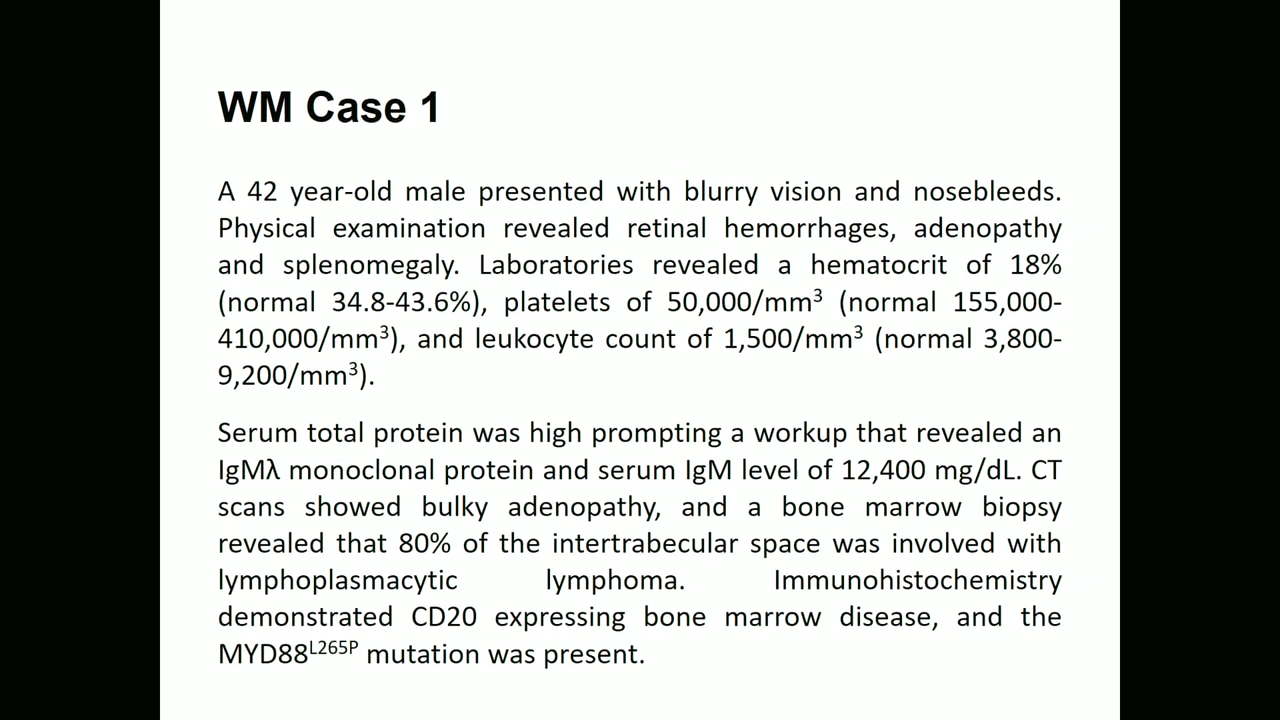 WM Case 1
A 42 year-old male presented with blurry vision and nosebleeds.
Physical examination revealed retinal hemorrhages, adenopathy
and splenomegaly. Laboratories revealed a hematocrit of 18%
(normal 34.8-43.6%), platelets of 50,000/mm³ (normal 155,000-
410,000/mm³), and leukocyte count of 1,500/mm³ (normal 3,800-
9,200/mm³).
Serum total protein was high prompting a workup that revealed an
IgMλ monoclonal protein and serum IgM level of 12,400 mg/dL. CT
scans showed bulky adenopathy, and a bone marrow biopsy
revealed that 80% of the intertrabecular space was involved with
lymphoplasmacytic lymphoma. Immunohistochemistry
demonstrated CD20 expressing bone marrow disease, and the
MYD88L265P mutation was present.